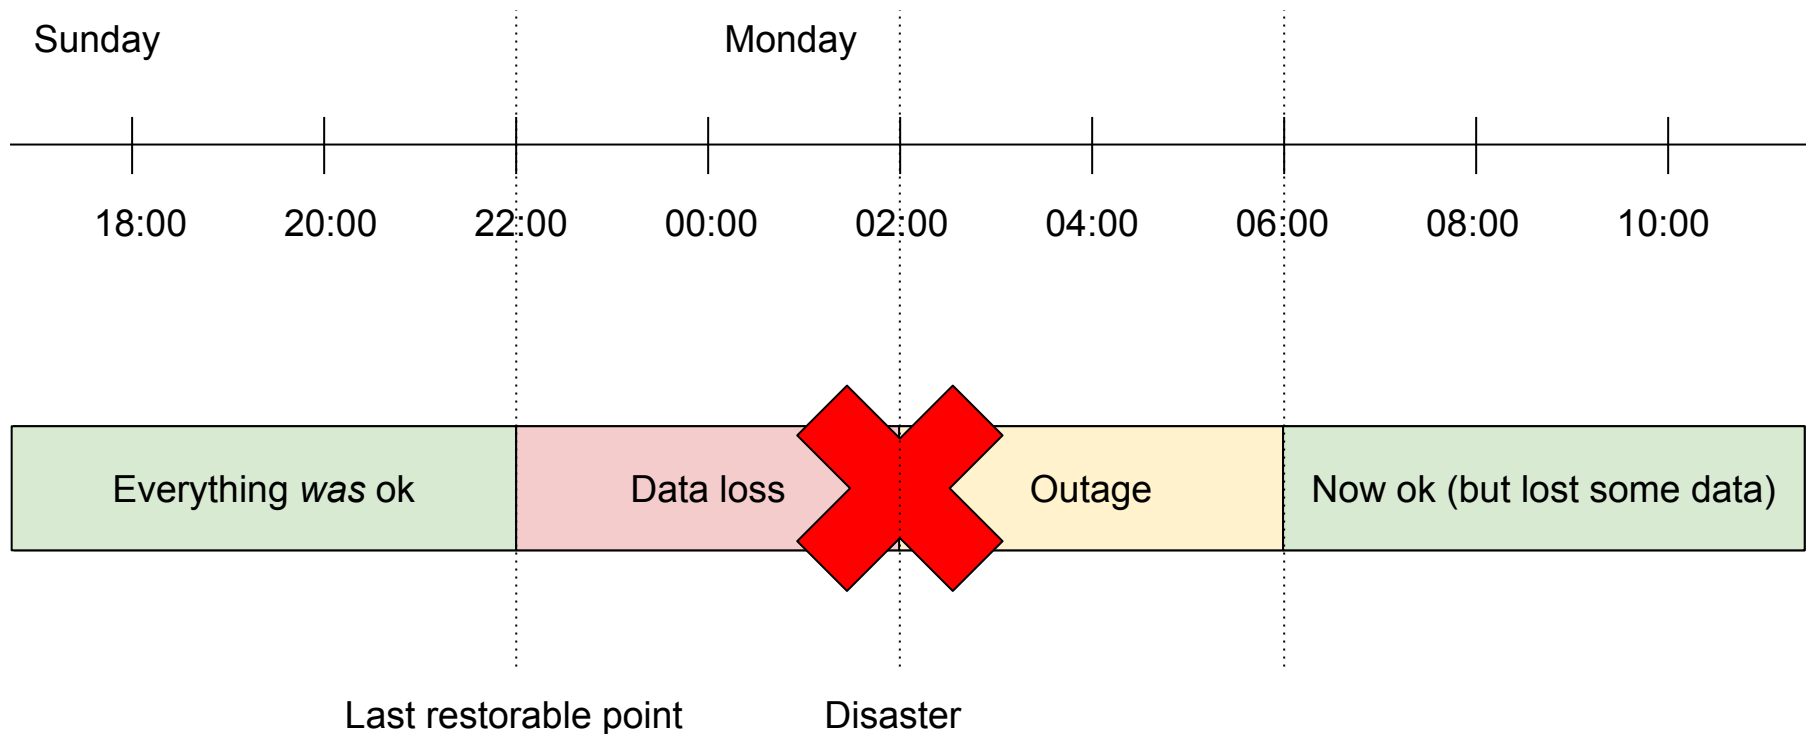 Sunday Monday
18:00 20:00 22:00 00:00 02:00 04:00 06:00 08:00 10:00
Everything was ok Data loss Outage Now ok (but lost some data)
Last restorable point Disaster